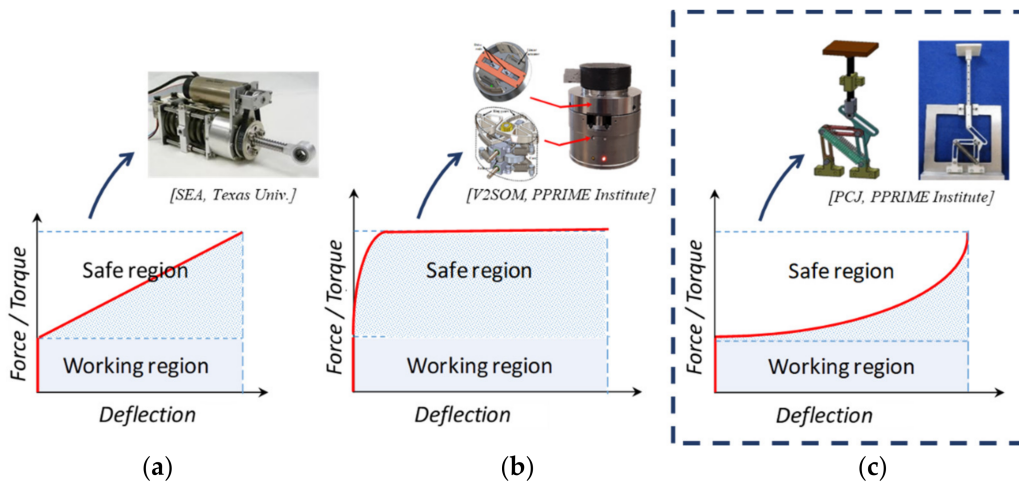 [SEA, Texas Univ.]
Force / Torque
Safe region
Working region
Deflection
(a)
[V2SOM, PPRIME Institute]
Force / Torque
Safe region
Working region
Deflection
(b)
[PCJ, PPRIME Institute]
Force / Torque
Safe region
Working region
Deflection
(c)